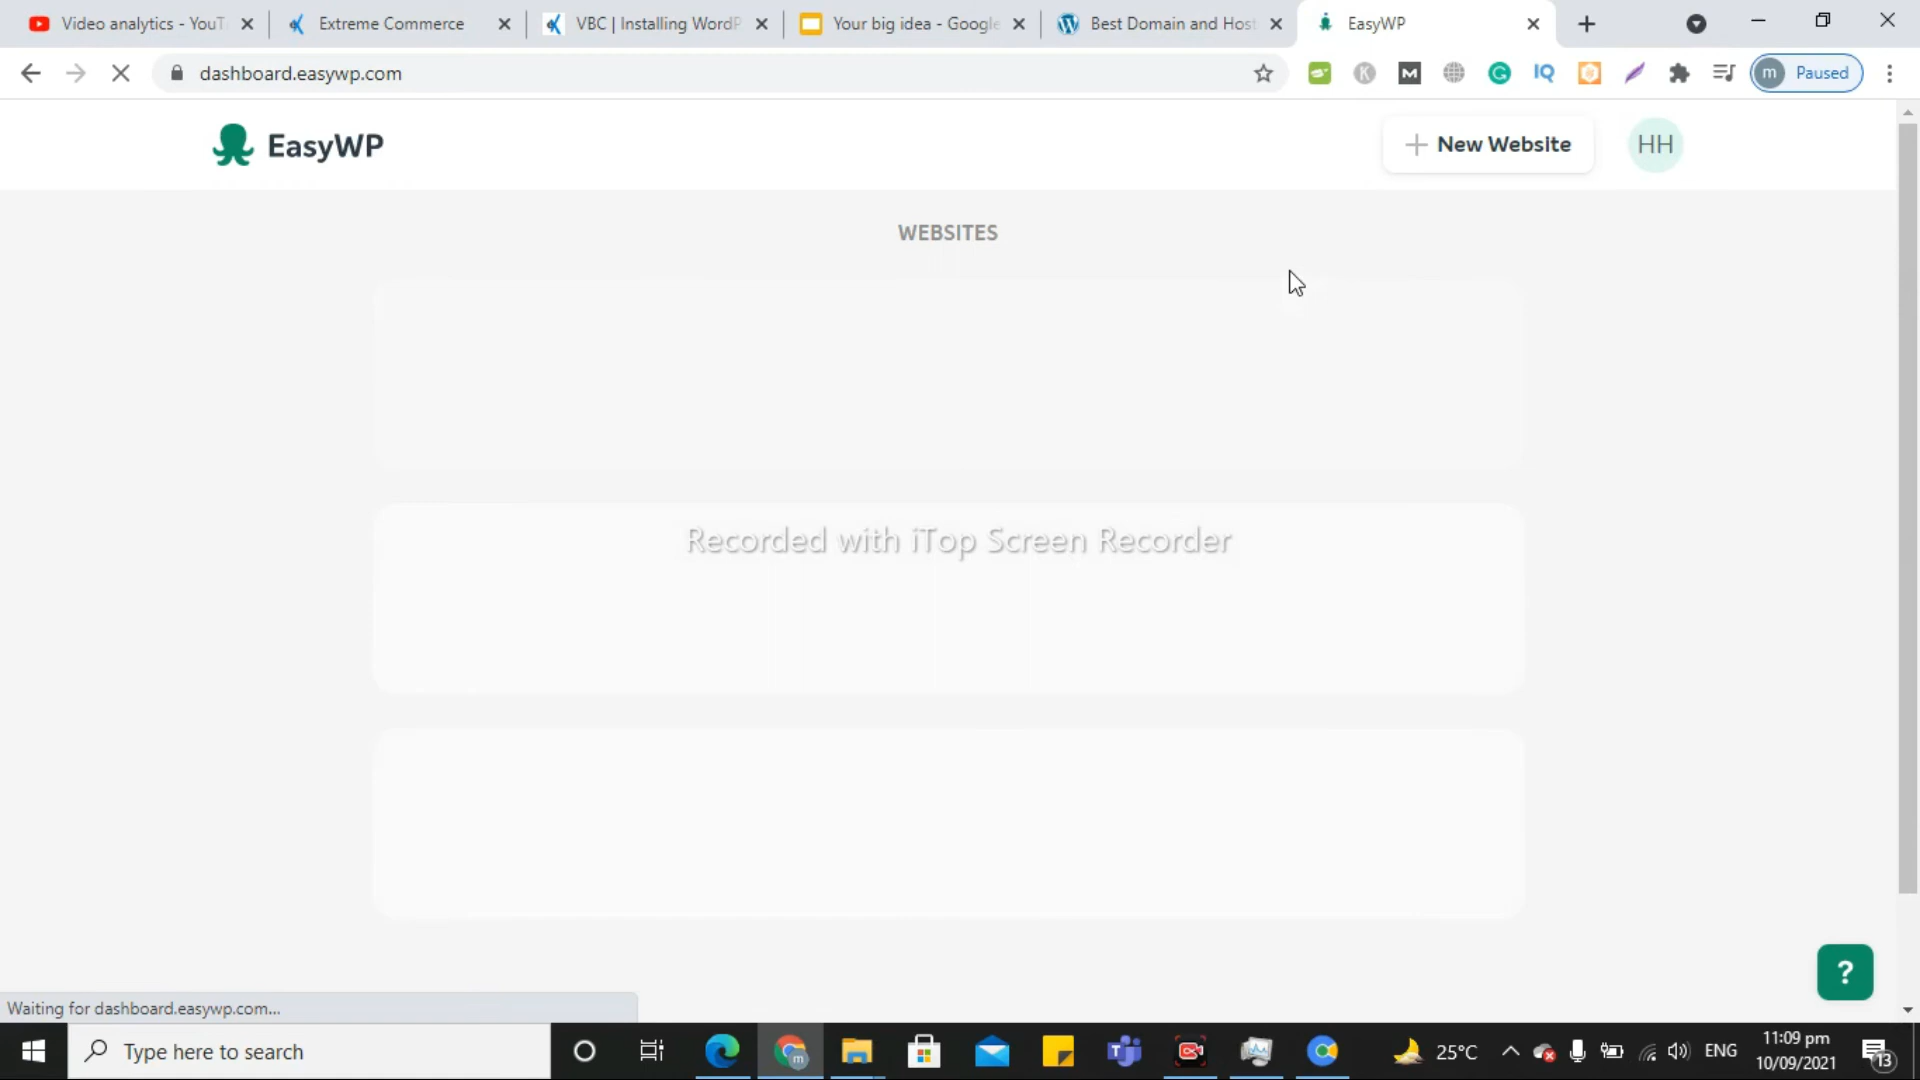 Video analytics - YouT
Extreme Commerce
VBC | Installing WordP
Your big idea - Google
Best Domain and Host
EasyWP
dashboard.easywp.com
K
M
G
IQ
m
Paused
EasyWP
New Website
HH
WEBSITES
Recorded with iTop Screen Recorder
?
Waiting for dashboard.easywp.com...
Type here to search
m
25°C
ENG
11:09 pm
10/09/2021
13